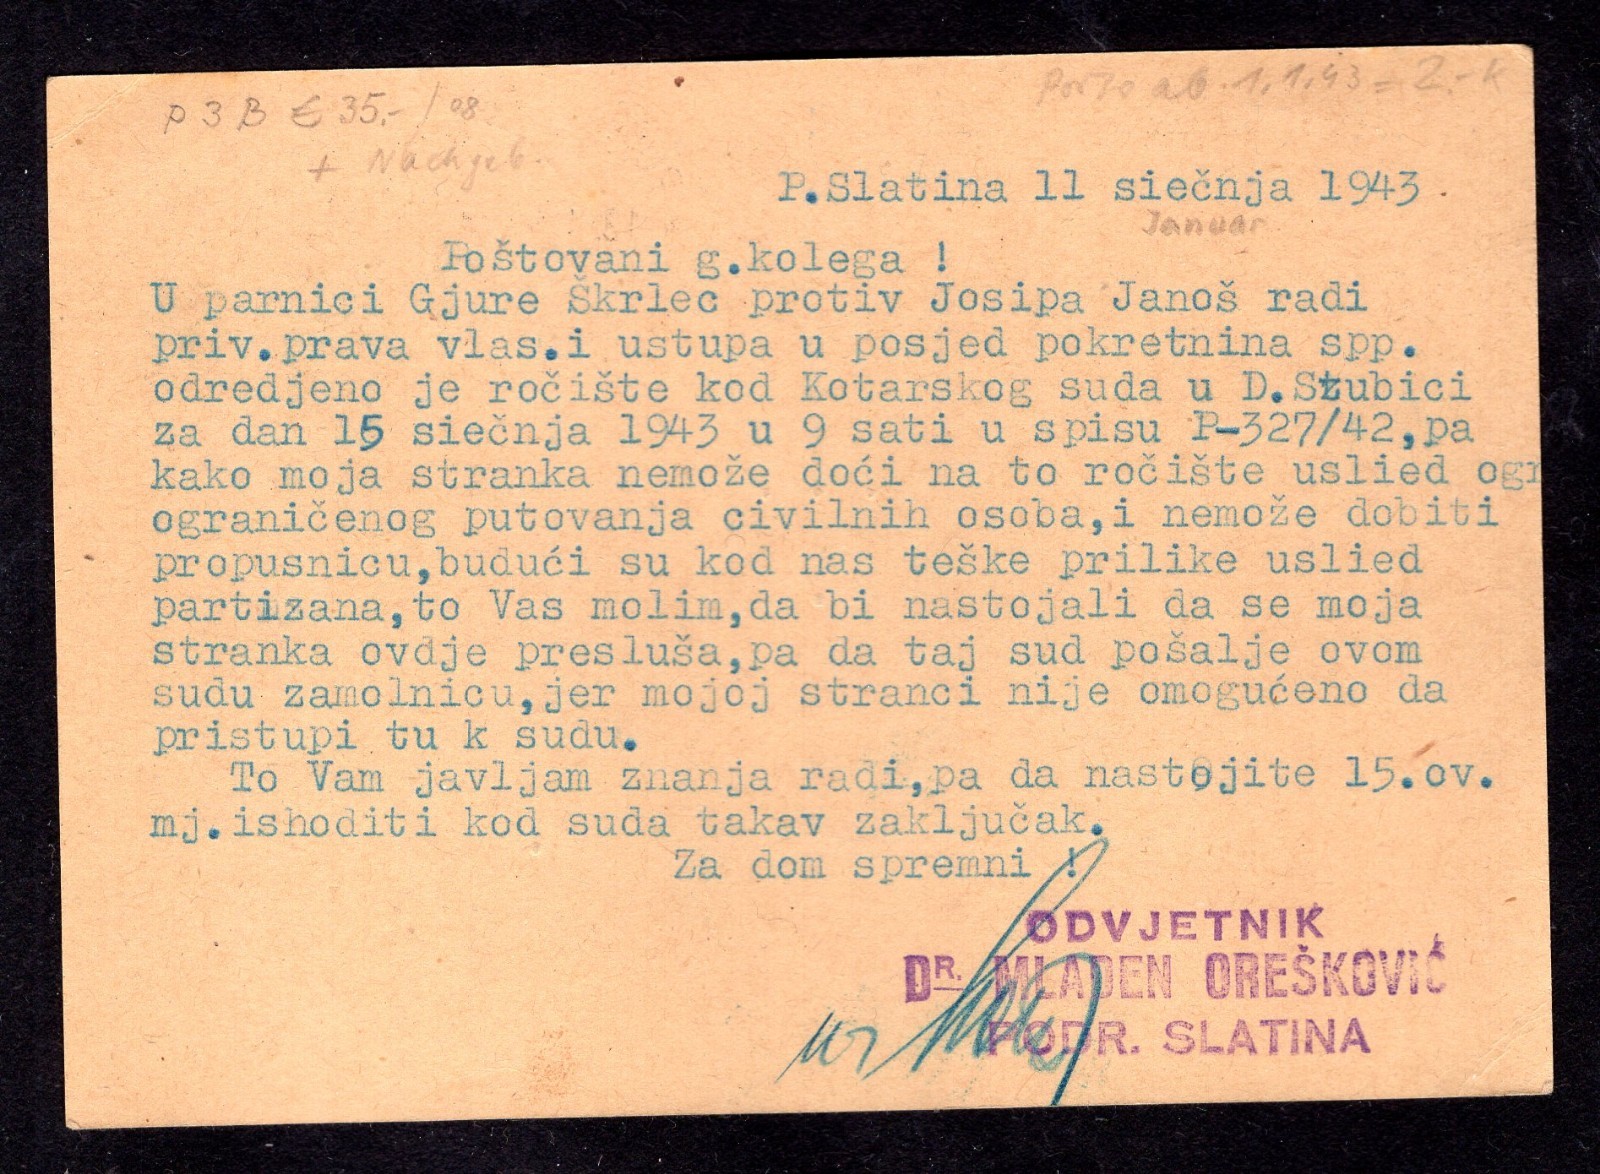 P 3 B € 35,- / 08
+ Nachgeb.
Porto ab. 1.1.43 = 2.- K
P.Slatina 11 siečnja 1943.
Januar
Poštovani g.kolega !
U parnici Gjure Škrlec protiv Josipa Janoš radi
priv.prava vlas.i ustupa u posjed pokretnina spp.
odredjeno je ročište kod Kotarskog suda u D.Stubici
za dan 15 siečnja 1943 u 9 sati u spisu P-327/42,pa
kako moja stranka nemože doći na to ročište uslied ogr
ograničenog putovanja civilnih osoba,i nemože dobiti
propusnicu,budući su kod nas teške prilike uslied
partizana,to Vas molim,da bi nastojali da se moja
stranka ovdje presluša,pa da taj sud pošalje ovom
sudu zamolnicu,jer mojoj stranci nije omogućeno da
pristupi tu k sudu.
To Vam javljam znanja radi,pa da nastojite 15.ov.
mj.ishoditi kod suda takav zaključak.
Za dom spremni !
ODVJETNIK
DR. MLADEN OREŠKOVIĆ
PODR. SLATINA